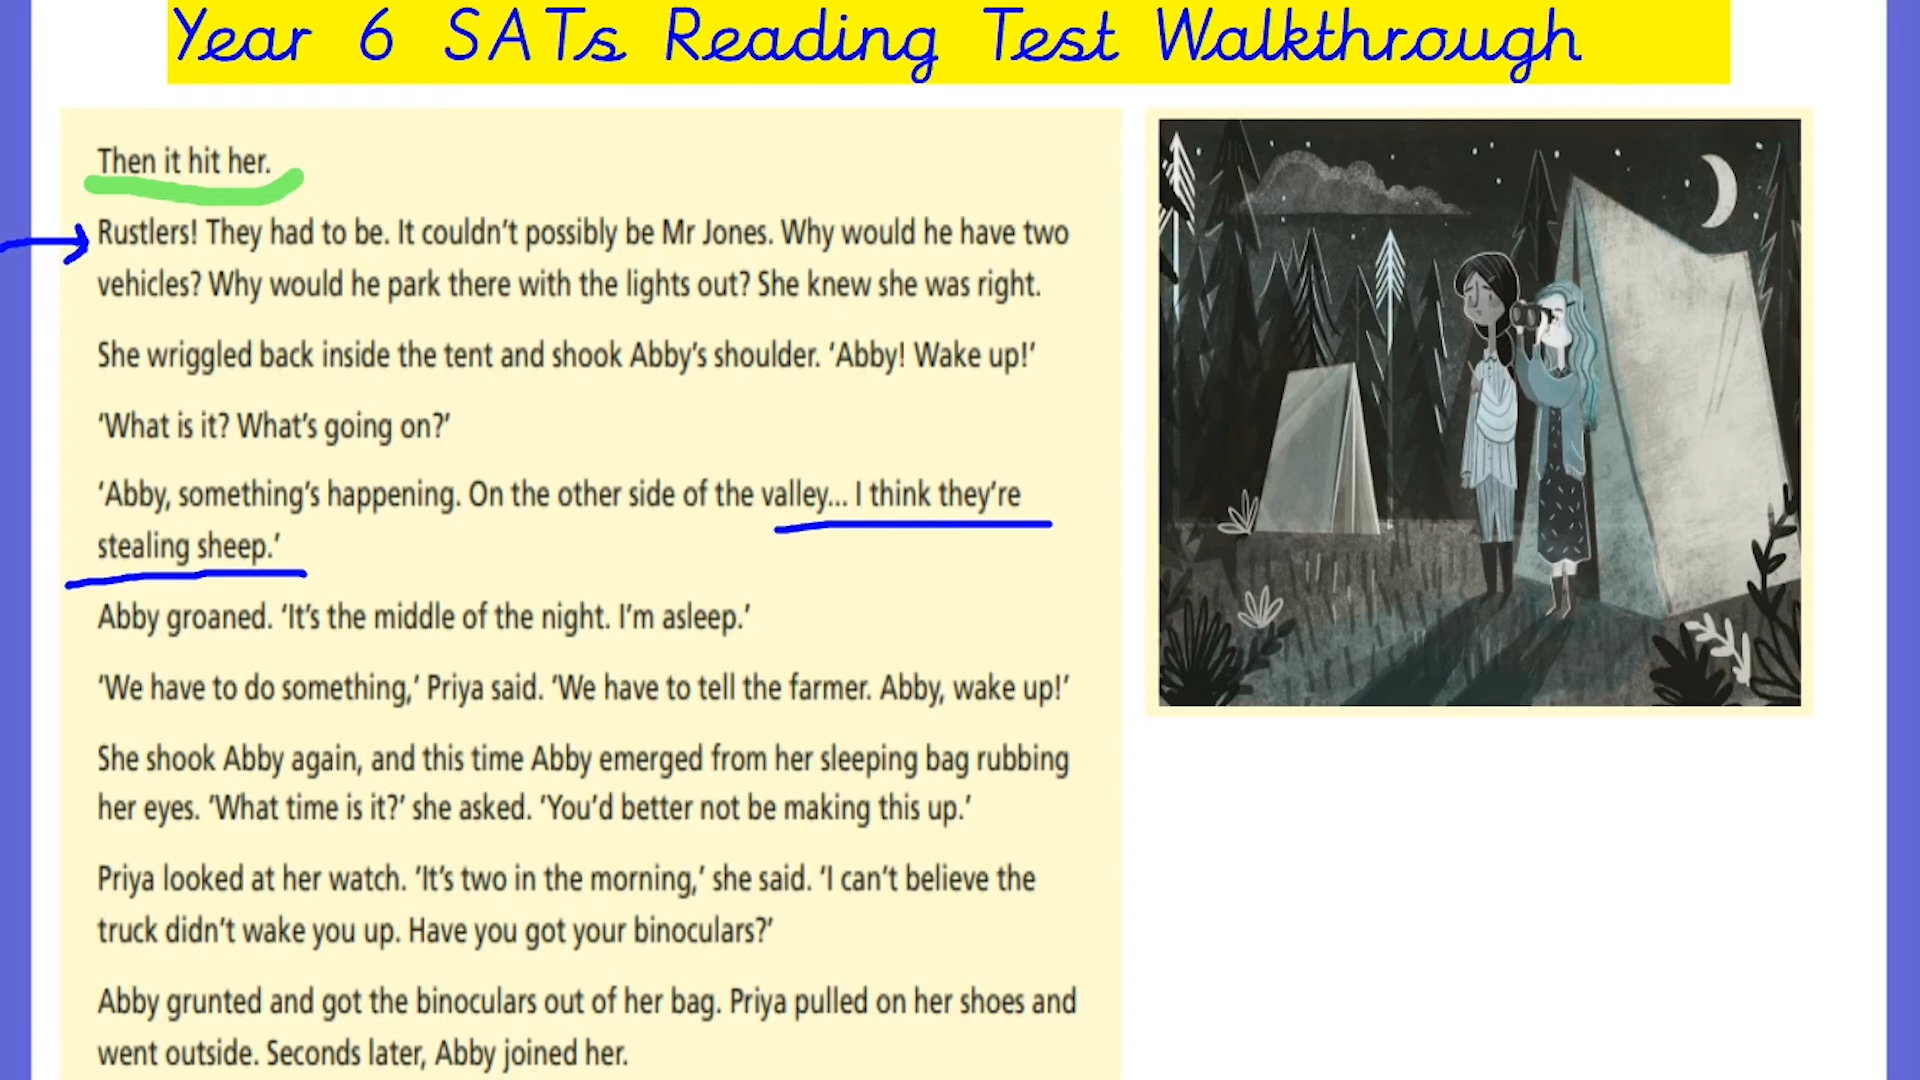 Year 6 SATs Reading Test Walkthrough
Then it hit her.
Rustlers! They had to be. It couldn’t possibly be Mr Jones. Why would he have two
vehicles? Why would he park there with the lights out? She knew she was right.
She wriggled back inside the tent and shook Abby’s shoulder. ‘Abby! Wake up!’
‘What is it? What’s going on?’
‘Abby, something’s happening. On the other side of the valley... I think they’re
stealing sheep.’
Abby groaned. ‘It’s the middle of the night. I’m asleep.’
‘We have to do something,’ Priya said. ‘We have to tell the farmer. Abby, wake up!’
She shook Abby again, and this time Abby emerged from her sleeping bag rubbing
her eyes. ‘What time is it?’ she asked. ‘You’d better not be making this up.’
Priya looked at her watch. ‘It’s two in the morning,’ she said. ‘I can’t believe the
truck didn’t wake you up. Have you got your binoculars?’
Abby grunted and got the binoculars out of her bag. Priya pulled on her shoes and
went outside. Seconds later, Abby joined her.